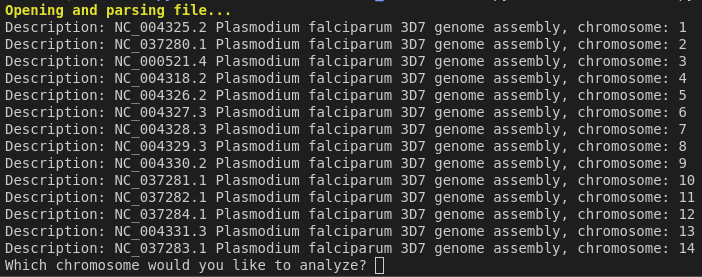 Opening and parsing file...
Description: NC_004325.2 Plasmodium falciparum 3D7 genome assembly, chromosome: 1
Description: NC_037280.1 Plasmodium falciparum 3D7 genome assembly, chromosome: 2
Description: NC_000521.4 Plasmodium falciparum 3D7 genome assembly, chromosome: 3
Description: NC_004318.2 Plasmodium falciparum 3D7 genome assembly, chromosome: 4
Description: NC_004326.2 Plasmodium falciparum 3D7 genome assembly, chromosome: 5
Description: NC_004327.3 Plasmodium falciparum 3D7 genome assembly, chromosome: 6
Description: NC_004328.3 Plasmodium falciparum 3D7 genome assembly, chromosome: 7
Description: NC_004329.3 Plasmodium falciparum 3D7 genome assembly, chromosome: 8
Description: NC_004330.2 Plasmodium falciparum 3D7 genome assembly, chromosome: 9
Description: NC_037281.1 Plasmodium falciparum 3D7 genome assembly, chromosome: 10
Description: NC_037282.1 Plasmodium falciparum 3D7 genome assembly, chromosome: 11
Description: NC_037284.1 Plasmodium falciparum 3D7 genome assembly, chromosome: 12
Description: NC_004331.3 Plasmodium falciparum 3D7 genome assembly, chromosome: 13
Description: NC_037283.1 Plasmodium falciparum 3D7 genome assembly, chromosome: 14
Which chromosome would you like to analyze?